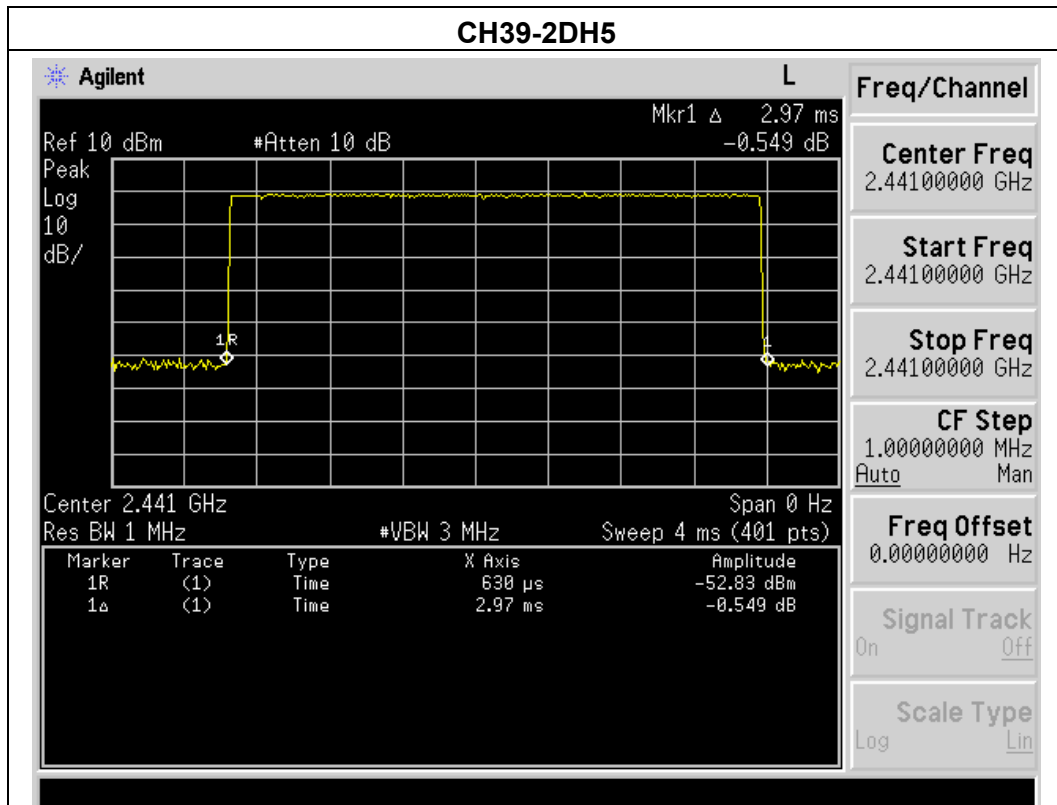 CH39-2DH5
Agilent L
Mkr1 Δ 2.97 ms
Ref 10 dBm #Atten 10 dB -0.549 dB
Peak
Log
10
dB/
1R
1
Center 2.441 GHz Span 0 Hz
Res BW 1 MHz #VBW 3 MHz Sweep 4 ms (401 pts)
Marker Trace Type X Axis Amplitude
1R (1) Time 630 µs -52.83 dBm
1Δ (1) Time 2.97 ms -0.549 dB
Freq/Channel
Center Freq
2.44100000 GHz
Start Freq
2.44100000 GHz
Stop Freq
2.44100000 GHz
CF Step
1.00000000 MHz
Auto Man
Freq Offset
0.00000000 Hz
Signal Track
On Off
Scale Type
Log Lin